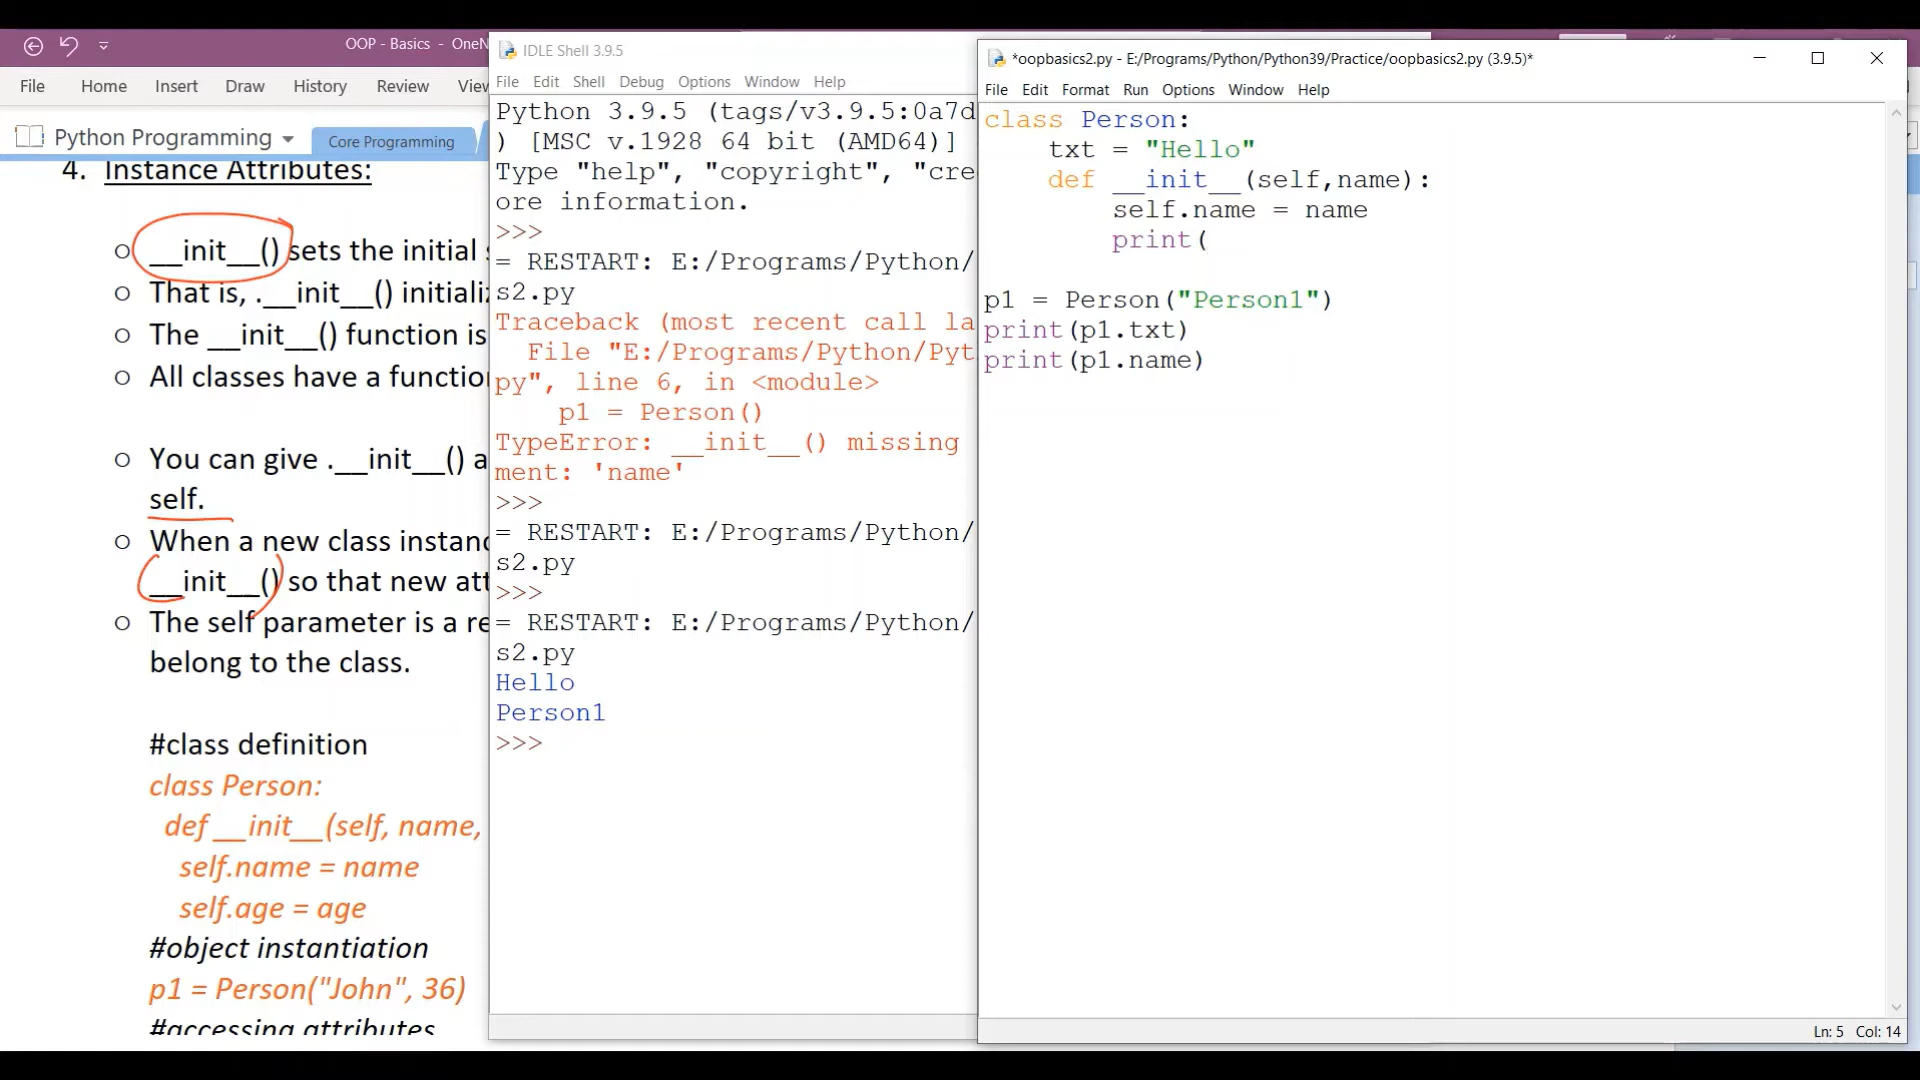 OOP - Basics - OneN
File Home Insert Draw History Review Viev
Python Programming
Core Programming
4. Instance Attributes:
__init__() sets the initial s
That is, .__init__() initializ
The __init__() function is
All classes have a function
You can give .__init__() a
self.
When a new class instanc
__init__() so that new att
The self parameter is a re
belong to the class.
#class definition
class Person:
def __init__(self, name,
self.name = name
self.age = age
#object instantiation
p1 = Person("John", 36)
#accessing attributes
IDLE Shell 3.9.5
File Edit Shell Debug Options Window Help
Python 3.9.5 (tags/v3.9.5:0a7d
) [MSC v.1928 64 bit (AMD64)]
Type "help", "copyright", "cre
ore information.
>>>
= RESTART: E:/Programs/Python/
s2.py
Traceback (most recent call la
File "E:/Programs/Python/Pyt
py", line 6, in <module>
p1 = Person()
TypeError: __init__() missing
ment: 'name'
>>>
= RESTART: E:/Programs/Python/
s2.py
>>>
= RESTART: E:/Programs/Python/
s2.py
Hello
Person1
>>>
*oopbasics2.py - E:/Programs/Python/Python39/Practice/oopbasics2.py (3.9.5)*
File Edit Format Run Options Window Help
class Person:
txt = "Hello"
def __init__(self,name):
self.name = name
print(
p1 = Person("Person1")
print(p1.txt)
print(p1.name)
Ln: 5 Col: 14